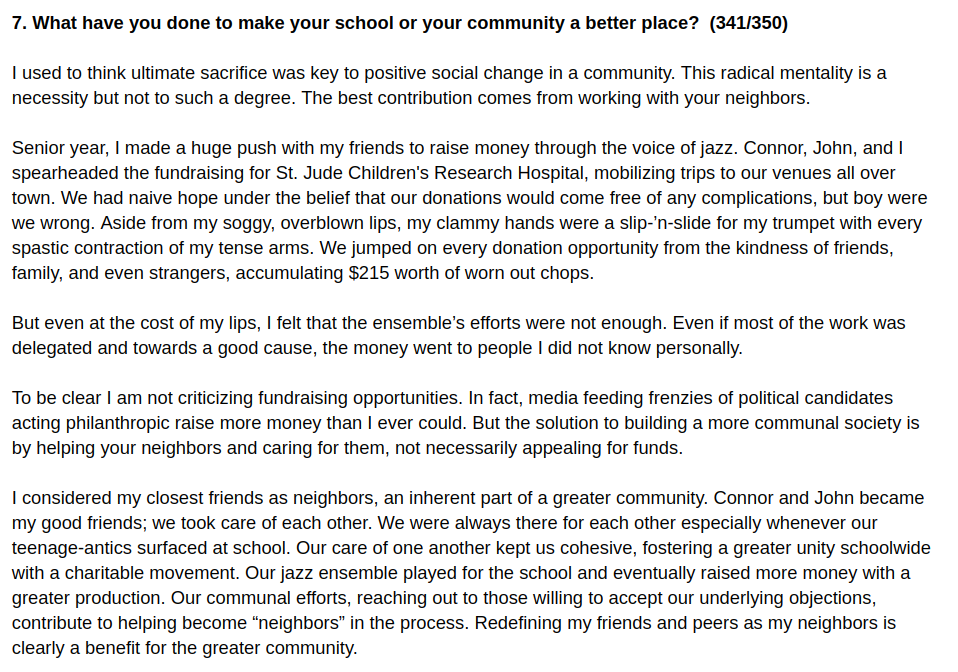 7. What have you done to make your school or your community a better place?  (341/350)
I used to think ultimate sacrifice was key to positive social change in a community. This radical mentality is a
necessity but not to such a degree. The best contribution comes from working with your neighbors.
Senior year, I made a huge push with my friends to raise money through the voice of jazz. Connor, John, and I
spearheaded the fundraising for St. Jude Children's Research Hospital, mobilizing trips to our venues all over
town. We had naive hope under the belief that our donations would come free of any complications, but boy were
we wrong. Aside from my soggy, overblown lips, my clammy hands were a slip-’n-slide for my trumpet with every
spastic contraction of my tense arms. We jumped on every donation opportunity from the kindness of friends,
family, and even strangers, accumulating $215 worth of worn out chops.
But even at the cost of my lips, I felt that the ensemble’s efforts were not enough. Even if most of the work was
delegated and towards a good cause, the money went to people I did not know personally.
To be clear I am not criticizing fundraising opportunities. In fact, media feeding frenzies of political candidates
acting philanthropic raise more money than I ever could. But the solution to building a more communal society is
by helping your neighbors and caring for them, not necessarily appealing for funds.
I considered my closest friends as neighbors, an inherent part of a greater community. Connor and John became
my good friends; we took care of each other. We were always there for each other especially whenever our
teenage-antics surfaced at school. Our care of one another kept us cohesive, fostering a greater unity schoolwide
with a charitable movement. Our jazz ensemble played for the school and eventually raised more money with a
greater production. Our communal efforts, reaching out to those willing to accept our underlying objections,
contribute to helping become “neighbors” in the process. Redefining my friends and peers as my neighbors is
clearly a benefit for the greater community.